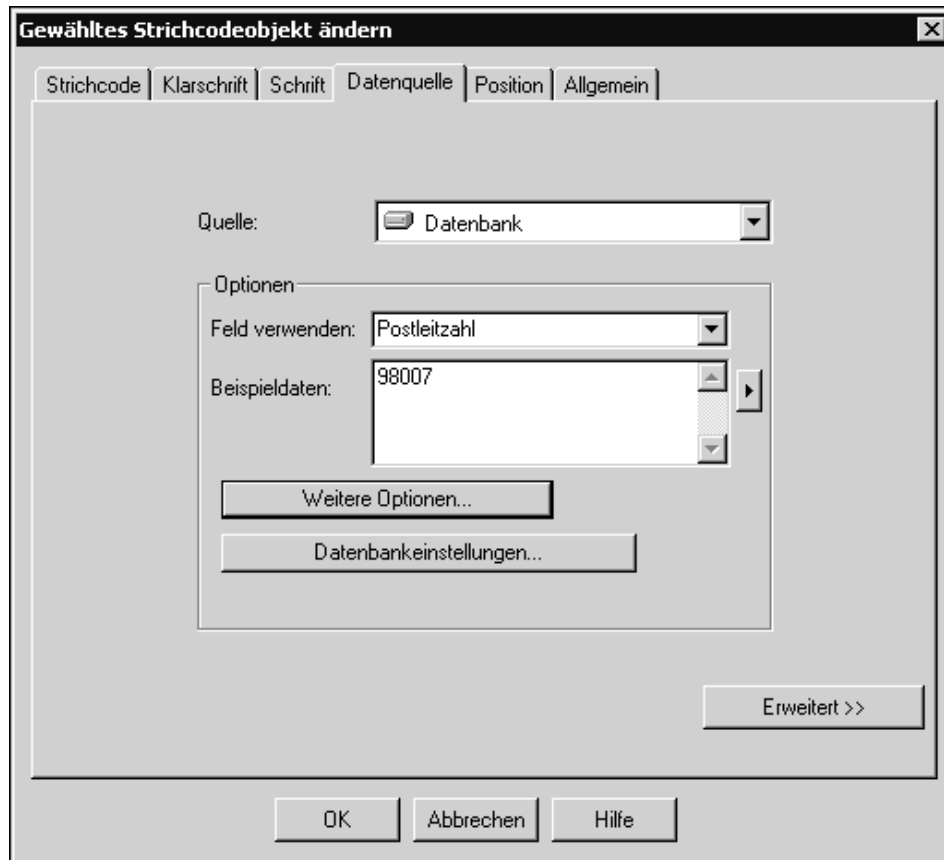 Gewähltes Strichcodeobjekt ändern
Strichcode Klarschrift Schrift Datenquelle Position Allgemein
Quelle: Datenbank
Optionen
Feld verwenden: Postleitzahl
Beispieldaten: 98007
Weitere Optionen...
Datenbankeinstellungen...
Erweitert >>
OK Abbrechen Hilfe